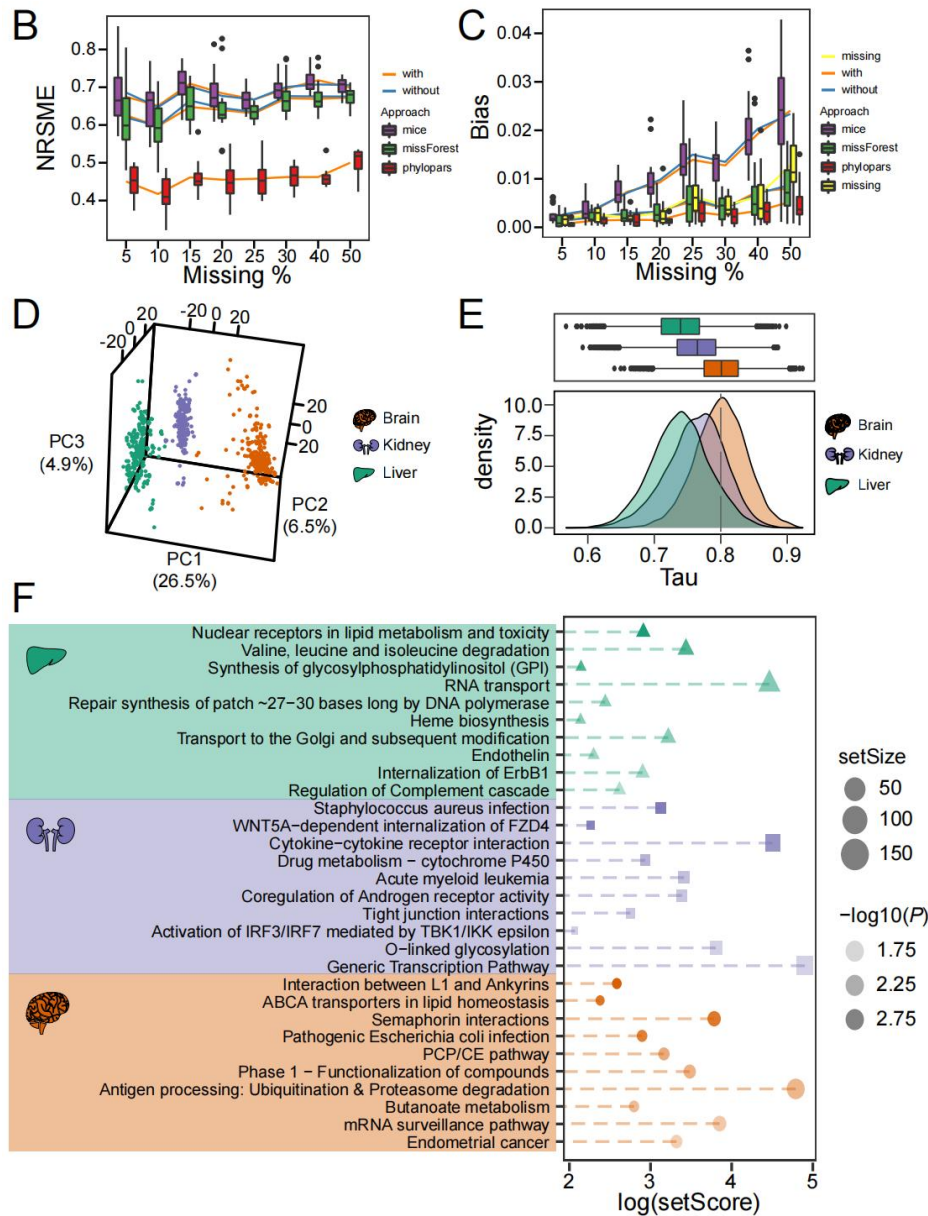 B
NRSME
0.8
0.7
0.6
0.5
0.4
5 10 15 20 25 30 40 50
Missing %
with
without
Approach
mice
missForest
phylopars
C
Bias
0.04
0.03
0.02
0.01
0.00
5 10 15 20 25 30 40 50
Missing %
missing
with
without
Approach
mice
missForest
phylopars
missing
D
-20 0 20
-20 0 20
20
0
20
PC3
(4.9%)
PC2
(6.5%)
PC1
(26.5%)
Brain
Kidney
Liver
E
density
10.0
7.5
5.0
2.5
0.0
0.6 0.7 0.8 0.9
Tau
Brain
Kidney
Liver
F
Nuclear receptors in lipid metabolism and toxicity
Valine, leucine and isoleucine degradation
Synthesis of glycosylphosphatidylinositol (GPI)
RNA transport
Repair synthesis of patch ~27−30 bases long by DNA polymerase
Heme biosynthesis
Transport to the Golgi and subsequent modification
Endothelin
Internalization of ErbB1
Regulation of Complement cascade
Staphylococcus aureus infection
WNT5A−dependent internalization of FZD4
Cytokine−cytokine receptor interaction
Drug metabolism − cytochrome P450
Acute myeloid leukemia
Coregulation of Androgen receptor activity
Tight junction interactions
Activation of IRF3/IRF7 mediated by TBK1/IKK epsilon
O−linked glycosylation
Generic Transcription Pathway
Interaction between L1 and Ankyrins
ABCA transporters in lipid homeostasis
Semaphorin interactions
Pathogenic Escherichia coli infection
PCP/CE pathway
Phase 1 − Functionalization of compounds
Antigen processing: Ubiquitination & Proteasome degradation
Butanoate metabolism
mRNA surveillance pathway
Endometrial cancer
2 3 4 5
log(setScore)
setSize
50
100
150
−log10(P)
1.75
2.25
2.75